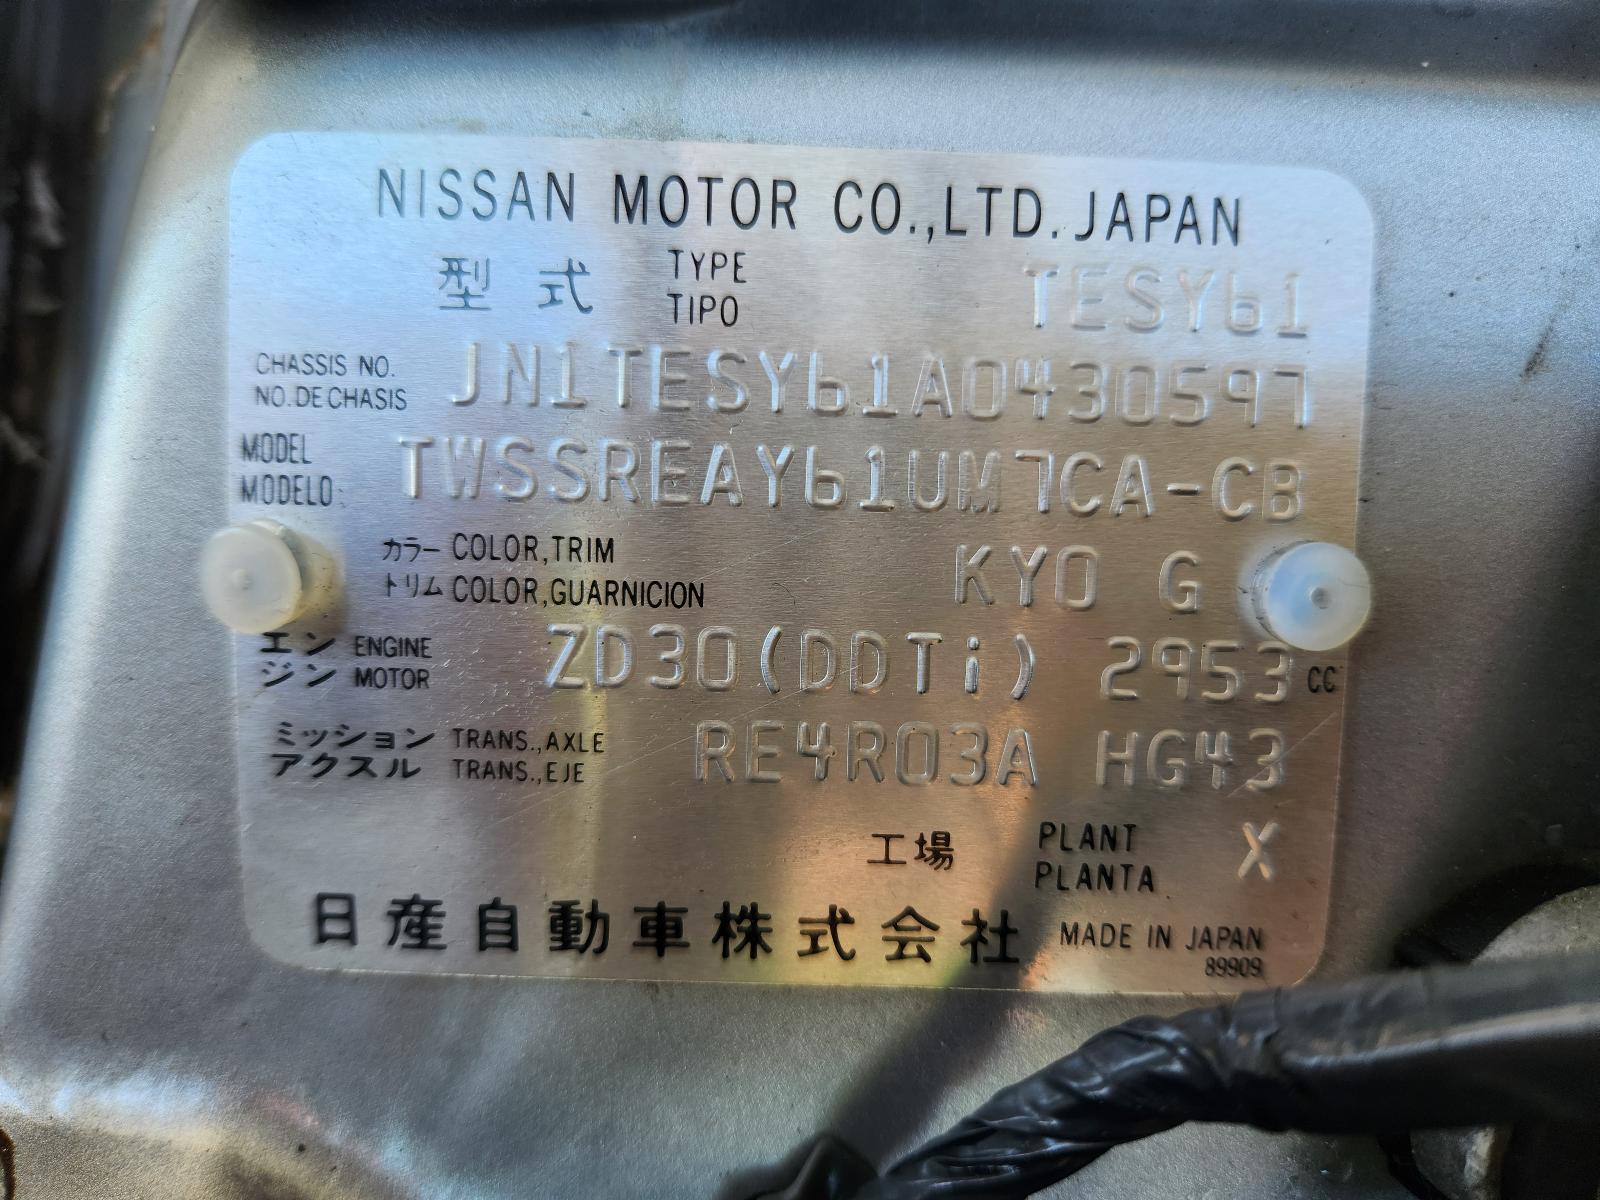 NISSAN MOTOR CO.,LTD. JAPAN
型式 TYPE TESY61
TIPO
CHASSIS NO. JN1TESY61A0430597
NO. DE CHASIS
MODEL TWSSREAY61UM7CA-CB
MODELO:
カラー COLOR,TRIM KY0 G
トリム COLOR,GUARNICION
エン ENGINE ZD30(DDTi) 2953 CC
ジン MOTOR
ミッション TRANS.,AXLE RE4R03A HG43
アクスル TRANS.,EJE
工場 PLANT X
PLANTA
日産自動車株式会社 MADE IN JAPAN
89909